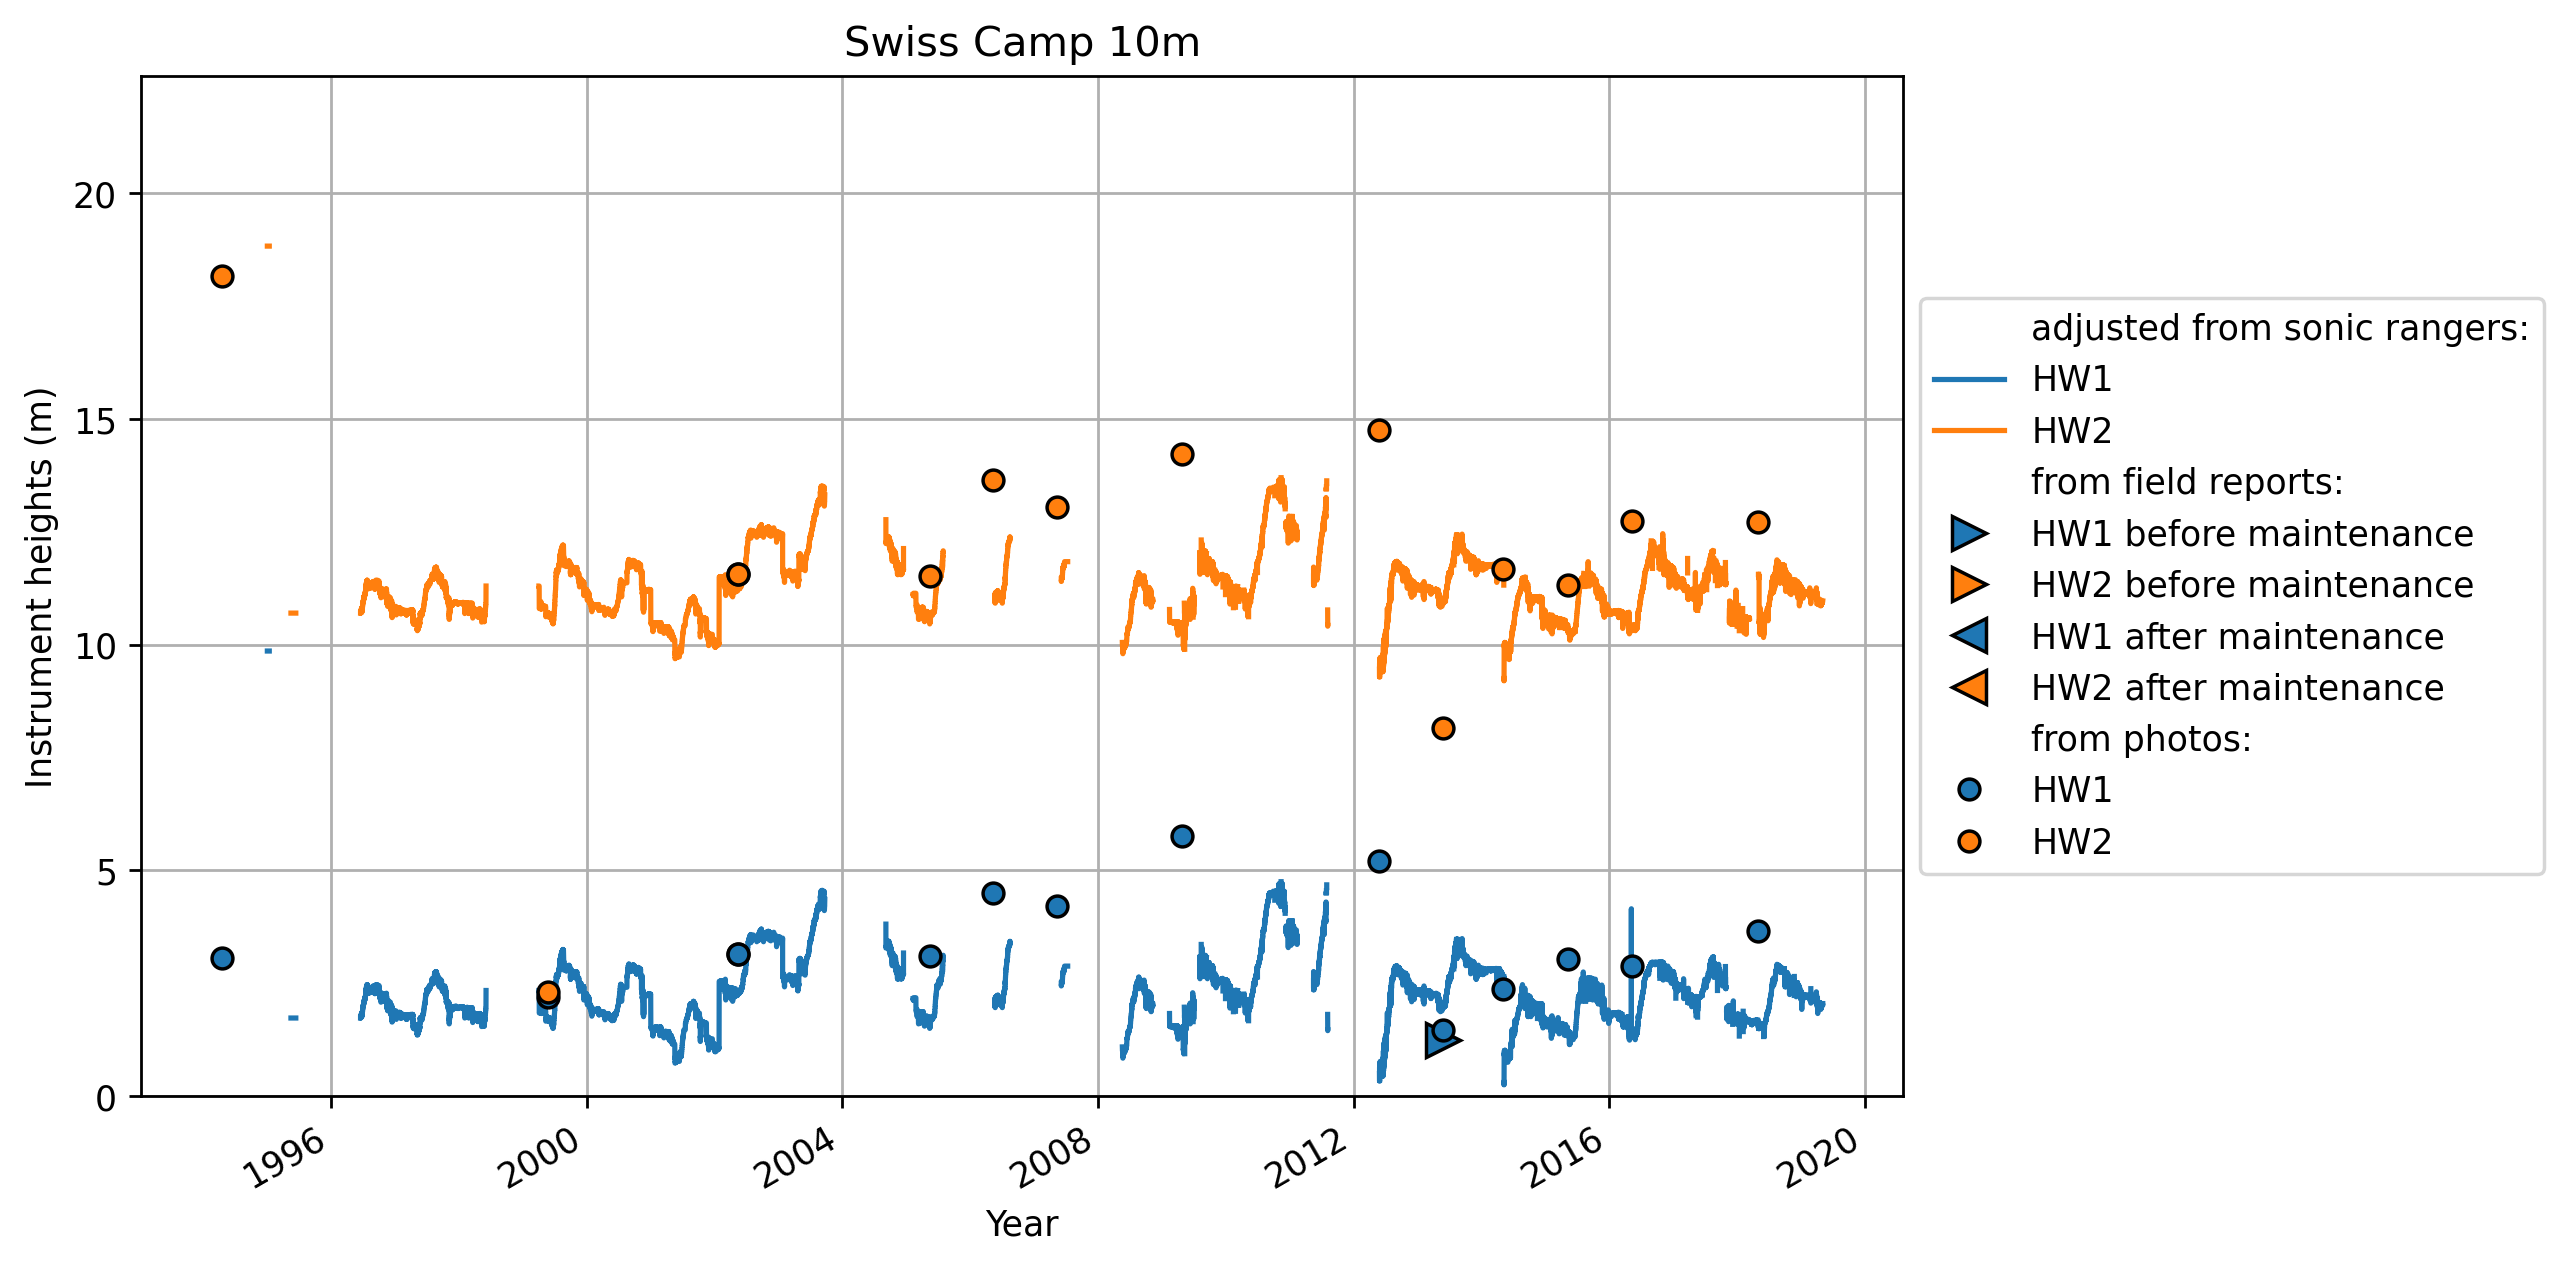 Swiss Camp 10m
Instrument heights (m)
20
15
10
5
0
1996
2000
2004
2008
2012
2016
2020
Year
adjusted from sonic rangers:
HW1
HW2
from field reports:
HW1 before maintenance
HW2 before maintenance
HW1 after maintenance
HW2 after maintenance
from photos:
HW1
HW2